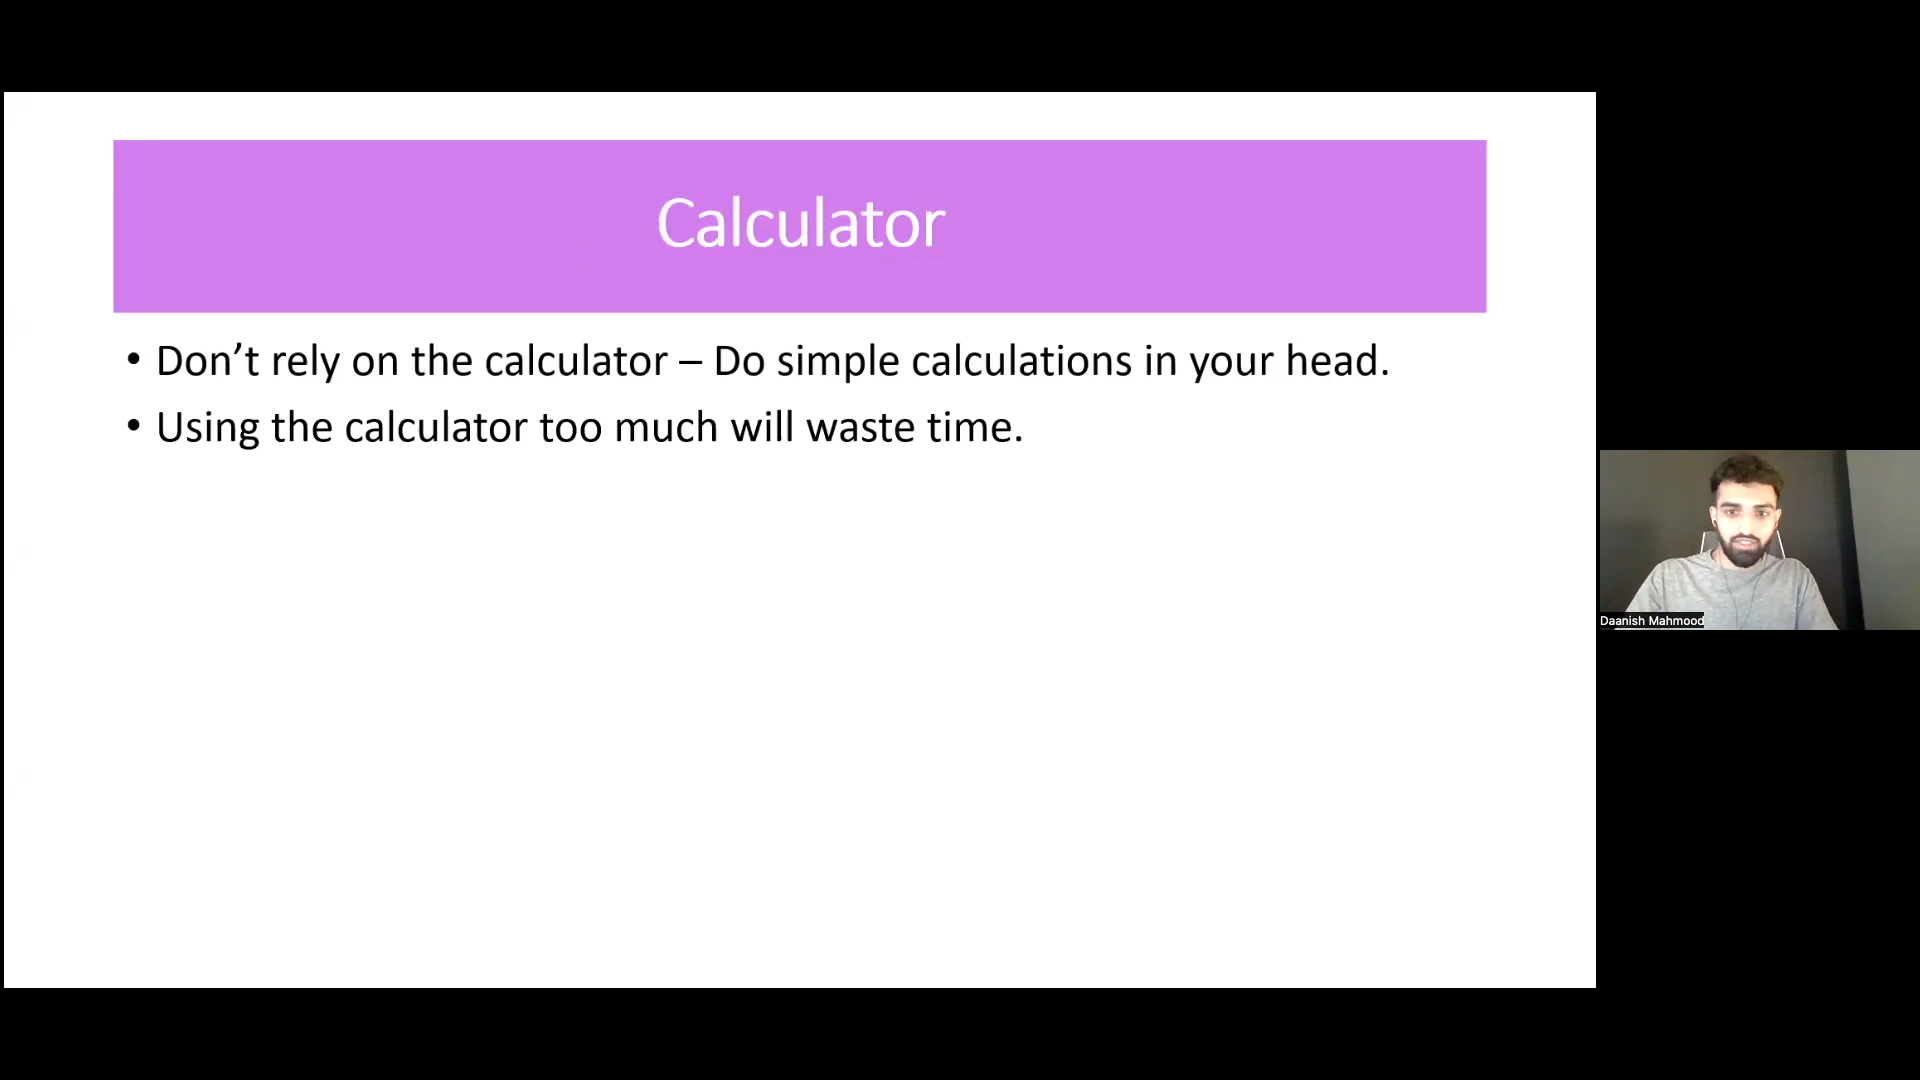 Calculator
• Don’t rely on the calculator – Do simple calculations in your head.
• Using the calculator too much will waste time.
Daanish Mahmood